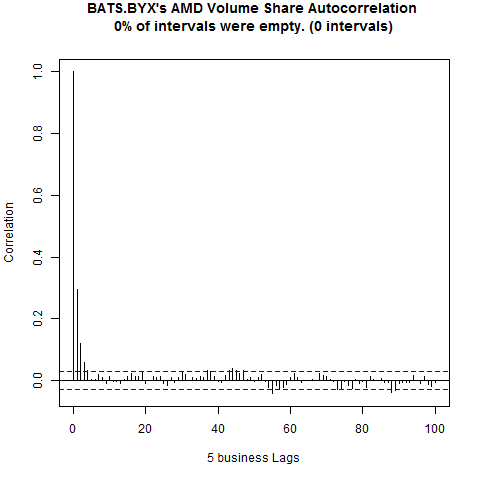 BATS.BYX's AMD Volume Share Autocorrelation
0% of intervals were empty. (0 intervals)
Correlation
1.0
0.8
0.6
0.4
0.2
0.0
0 20 40 60 80 100
5 business Lags